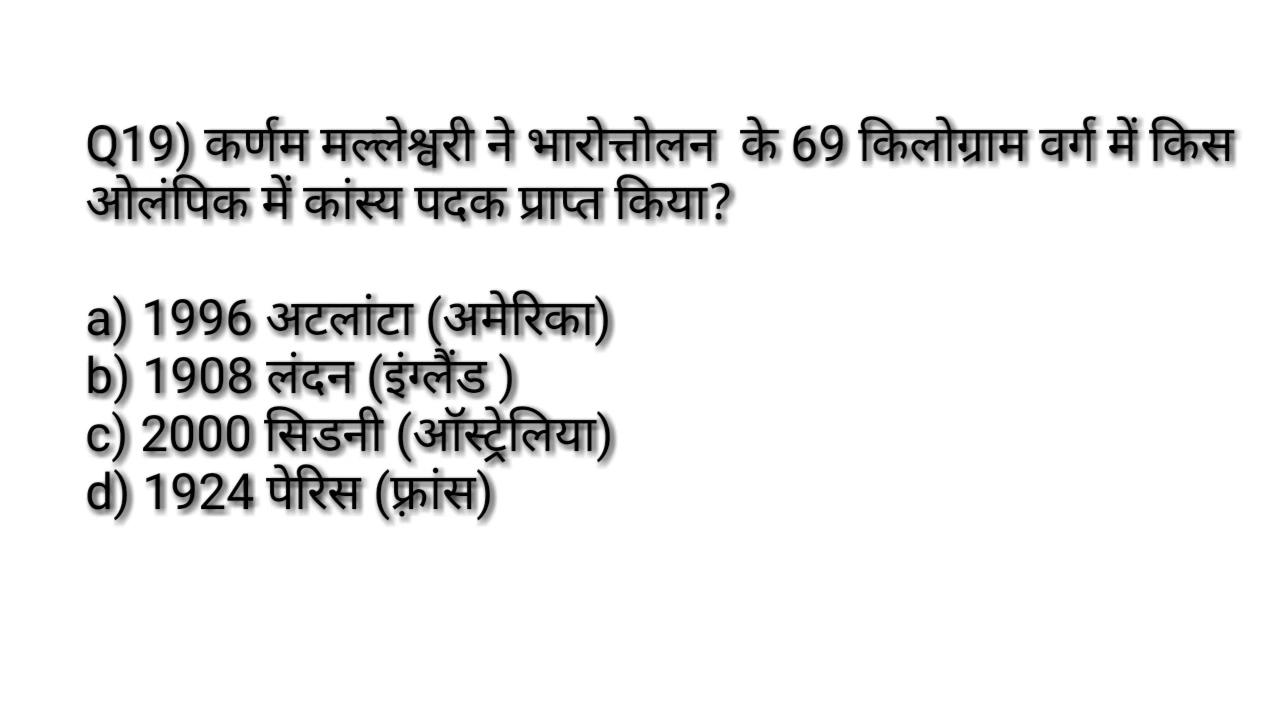 Q19) कर्णम मल्लेश्वरी ने भारोत्तोलन  के 69 किलोग्राम वर्ग में किस
ओलंपिक में कांस्य पदक प्राप्त किया?
a) 1996 अटलांटा (अमेरिका)
b) 1908 लंदन (इंग्लैंड )
c) 2000 सिडनी (ऑस्ट्रेलिया)
d) 1924 पेरिस (फ़्रांस)